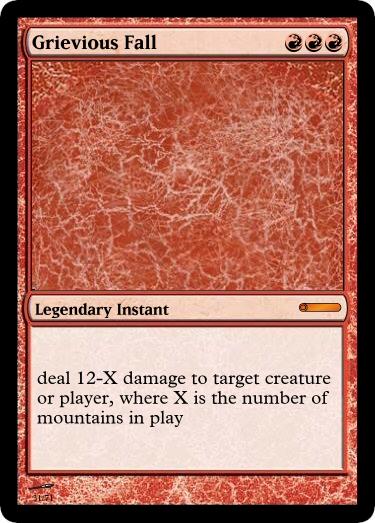 Grievious Fall
Legendary Instant
deal 12-X damage to target creature
or player, where X is the number of
mountains in play